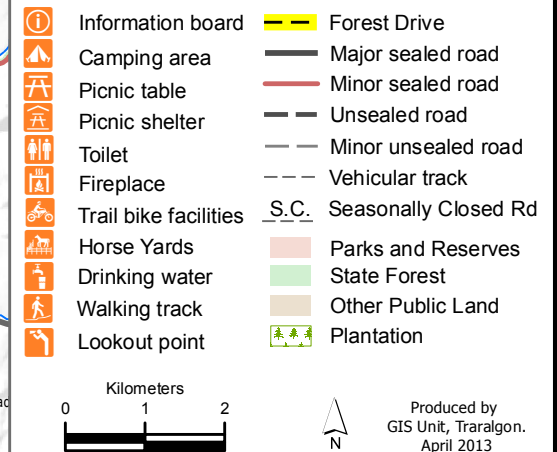 Information board
Camping area
Picnic table
Picnic shelter
Toilet
Fireplace
Trail bike facilities
Horse Yards
Drinking water
Walking track
Lookout point
Forest Drive
Major sealed road
Minor sealed road
Unsealed road
Minor unsealed road
Vehicular track
S.C. Seasonally Closed Rd
Parks and Reserves
State Forest
Other Public Land
Plantation
Kilometers
0 1 2
N
Produced by
GIS Unit, Traralgon.
April 2013